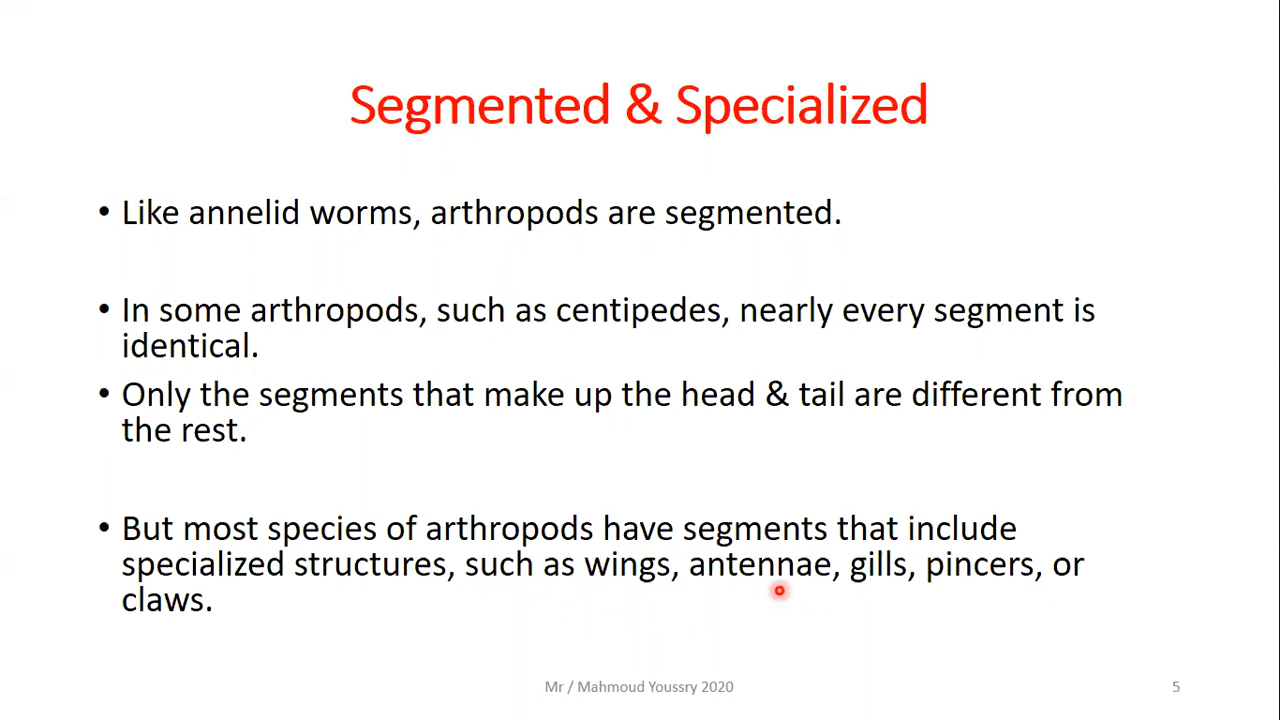 Segmented & Specialized
• Like annelid worms, arthropods are segmented.
• In some arthropods, such as centipedes, nearly every segment is
identical.
• Only the segments that make up the head & tail are different from
the rest.
• But most species of arthropods have segments that include
specialized structures, such as wings, antennae, gills, pincers, or
claws.
Mr / Mahmoud Youssry 2020
5